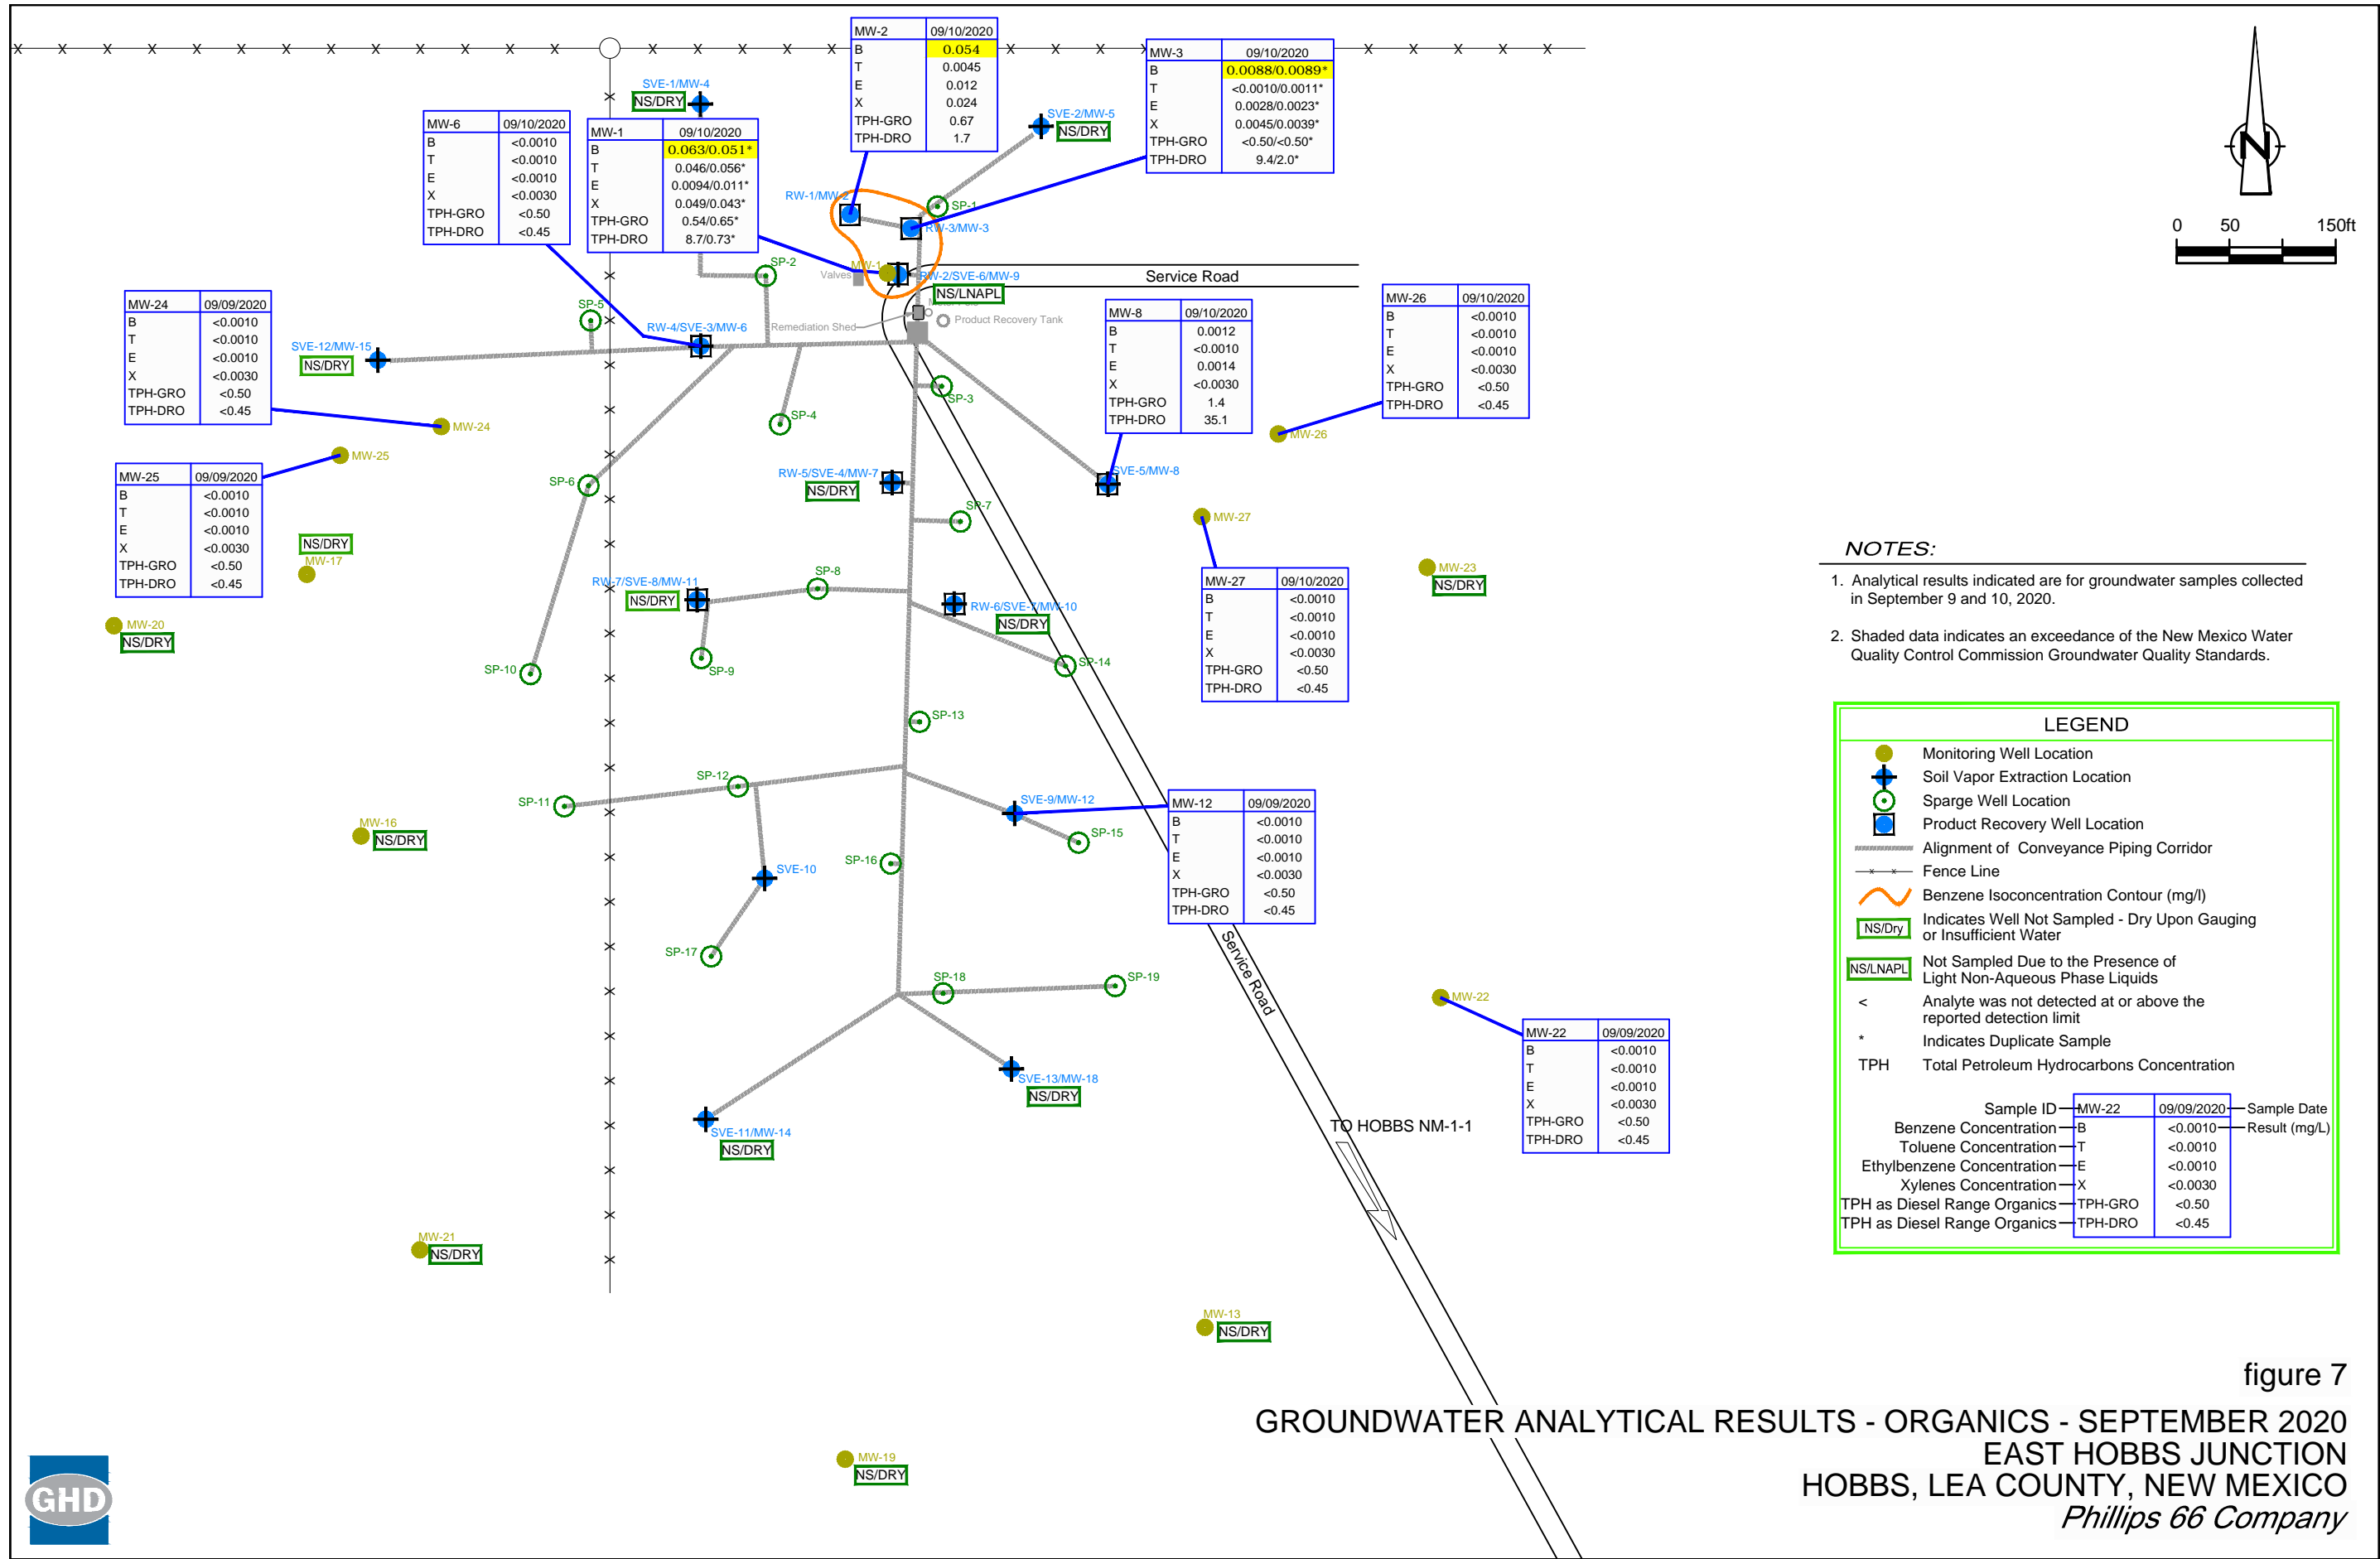 MW-2 09/10/2020
B 0.054
T 0.0045
E 0.012
X 0.024
TPH-GRO 0.67
TPH-DRO 1.7
MW-3 09/10/2020
B 0.0088/0.0089*
T <0.0010/0.0011*
E 0.0028/0.0023*
X 0.0045/0.0039*
TPH-GRO <0.50/<0.50*
TPH-DRO 9.4/2.0*
SVE-1/MW-4
NS/DRY
MW-6 09/10/2020
B <0.0010
T <0.0010
E <0.0010
X <0.0030
TPH-GRO <0.50
TPH-DRO <0.45
MW-1 09/10/2020
B 0.063/0.051*
T 0.046/0.056*
E 0.0094/0.011*
X 0.049/0.043*
TPH-GRO 0.54/0.65*
TPH-DRO 8.7/0.73*
SVE-2/MW-5
NS/DRY
N
0 50 150ft
RW-1/MW-2
SP-1
RW-3/MW-3
SP-2
Valves
MW-1
RW-2/SVE-6/MW-9
NS/LNAPL
Service Road
Remediation Shed
Product Recovery Tank
MW-24 09/09/2020
B <0.0010
T <0.0010
E <0.0010
X <0.0030
TPH-GRO <0.50
TPH-DRO <0.45
SP-5
RW-4/SVE-3/MW-6
SVE-12/MW-15
NS/DRY
MW-8 09/10/2020
B 0.0012
T <0.0010
E 0.0014
X <0.0030
TPH-GRO 1.4
TPH-DRO 35.1
MW-26 09/10/2020
B <0.0010
T <0.0010
E <0.0010
X <0.0030
TPH-GRO <0.50
TPH-DRO <0.45
SP-3
SP-4
MW-24
MW-26
MW-25
MW-25 09/09/2020
B <0.0010
T <0.0010
E <0.0010
X <0.0030
TPH-GRO <0.50
TPH-DRO <0.45
SP-6
RW-5/SVE-4/MW-7
NS/DRY
SVE-5/MW-8
SP-7
MW-27
NS/DRY
MW-17
MW-23
NS/DRY
MW-27 09/10/2020
B <0.0010
T <0.0010
E <0.0010
X <0.0030
TPH-GRO <0.50
TPH-DRO <0.45
SP-8
RW-7/SVE-8/MW-11
NS/DRY
RW-6/SVE-7/MW-10
NS/DRY
MW-20
NS/DRY
SP-10
SP-9
SP-14
SP-13
NOTES:
1. Analytical results indicated are for groundwater samples collected
in September 9 and 10, 2020.
2. Shaded data indicates an exceedance of the New Mexico Water
Quality Control Commission Groundwater Quality Standards.
SP-12
SP-11
SVE-9/MW-12
MW-12 09/09/2020
B <0.0010
T <0.0010
E <0.0010
X <0.0030
TPH-GRO <0.50
TPH-DRO <0.45
MW-16
NS/DRY
SP-15
SP-16
SVE-10
SP-17
SP-18
SP-19
Service Road
MW-22
MW-22 09/09/2020
B <0.0010
T <0.0010
E <0.0010
X <0.0030
TPH-GRO <0.50
TPH-DRO <0.45
SVE-13/MW-18
NS/DRY
SVE-11/MW-14
NS/DRY
TO HOBBS NM-1-1
MW-21
NS/DRY
MW-13
NS/DRY
MW-19
NS/DRY
LEGEND
Monitoring Well Location
Soil Vapor Extraction Location
Sparge Well Location
Product Recovery Well Location
Alignment of Conveyance Piping Corridor
Fence Line
Benzene Isoconcentration Contour (mg/l)
NS/Dry Indicates Well Not Sampled - Dry Upon Gauging
or Insufficient Water
NS/LNAPL Not Sampled Due to the Presence of
Light Non-Aqueous Phase Liquids
< Analyte was not detected at or above the
reported detection limit
* Indicates Duplicate Sample
TPH Total Petroleum Hydrocarbons Concentration
Sample ID MW-22 09/09/2020 Sample Date
Benzene Concentration B <0.0010 Result (mg/L)
Toluene Concentration T <0.0010
Ethylbenzene Concentration E <0.0010
Xylenes Concentration X <0.0030
TPH as Diesel Range Organics TPH-GRO <0.50
TPH as Diesel Range Organics TPH-DRO <0.45
figure 7
GROUNDWATER ANALYTICAL RESULTS - ORGANICS - SEPTEMBER 2020
EAST HOBBS JUNCTION
HOBBS, LEA COUNTY, NEW MEXICO
Phillips 66 Company
GHD